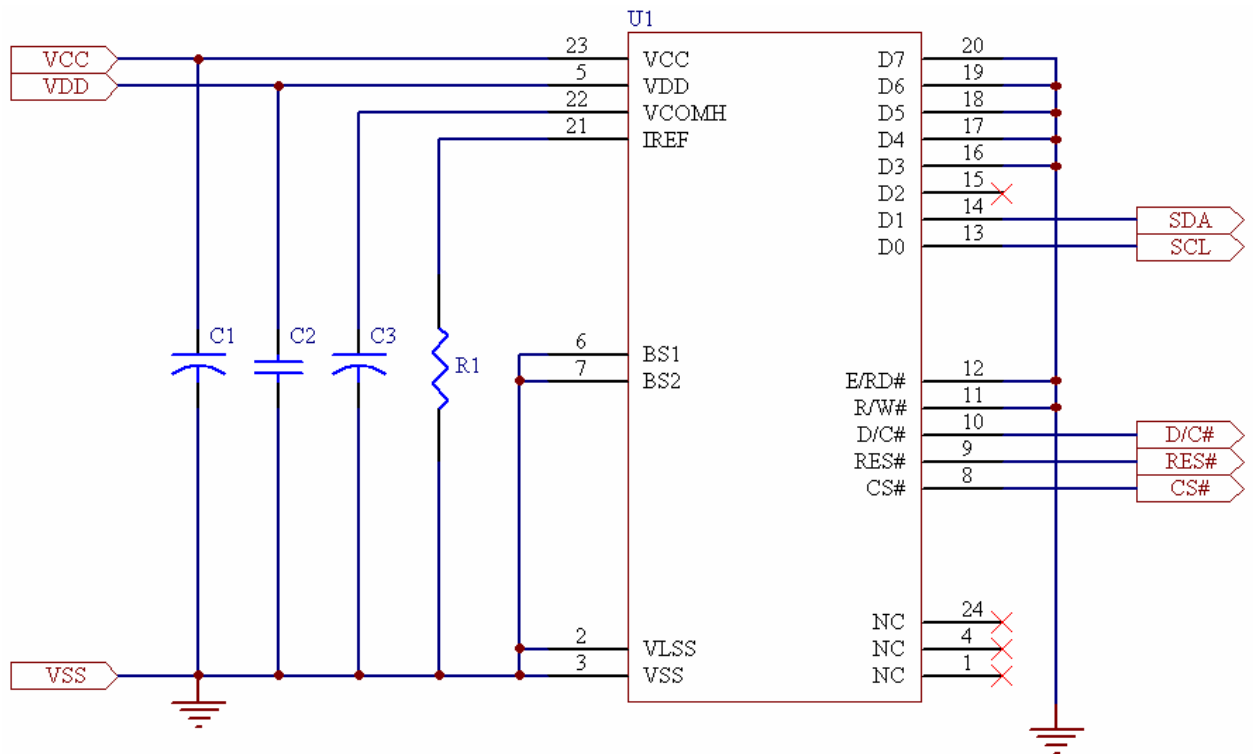 U1
VCC 23 VCC D7 20
VDD 5 VDD D6 19
22 VCOMH D5 18
21 IREF D4 17
D3 16
D2 15
D1 14 SDA
D0 13 SCL
C1 C2 C3 R1
6 BS1
7 BS2 E/RD# 12
R/W# 11
D/C# 10 D/C#
RES# 9 RES#
CS# 8 CS#
NC 24
2 VLSS NC 4
VSS 3 VSS NC 1